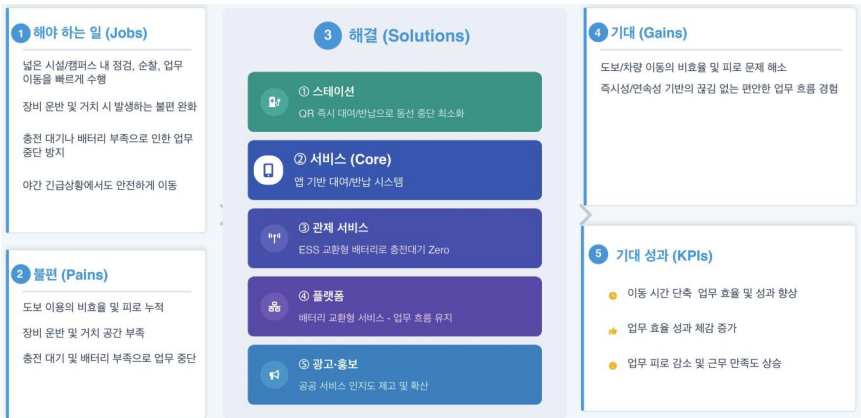 1 해야 하는 일 (Jobs)
넓은 시설/캠퍼스 내 점검, 순찰, 업무
이동을 빠르게 수행
장비 운반 및 거치 시 발생하는 불편 완화
충전 대기나 배터리 부족으로 인한 업무
중단 방지
야간 긴급상황에서도 안전하게 이동
2 불편 (Pains)
도보 이용의 비효율 및 피로 누적
장비 운반 및 거치 공간 부족
충전 대기 및 배터리 부족으로 업무 중단
3 해결 (Solutions)
① 스테이션
QR 즉시 대여/반납으로 동선 중단 최소화
② 서비스 (Core)
앱 기반 대여/반납 시스템
③ 관제 서비스
ESS 교환형 배터리로 충전대기 Zero
④ 플랫폼
배터리 교환형 서비스 - 업무 흐름 유지
⑤ 광고·홍보
공공 서비스 인지도 제고 및 확산
4 기대 (Gains)
도보/차량 이동의 비효율 및 피로 문제 해소
즉시성/연속성 기반의 끊김 없는 편안한 업무 흐름 경험
5 기대 성과 (KPIs)
이동 시간 단축 업무 효율 및 성과 향상
업무 효율 성과 체감 증가
업무 피로 감소 및 근무 만족도 상승